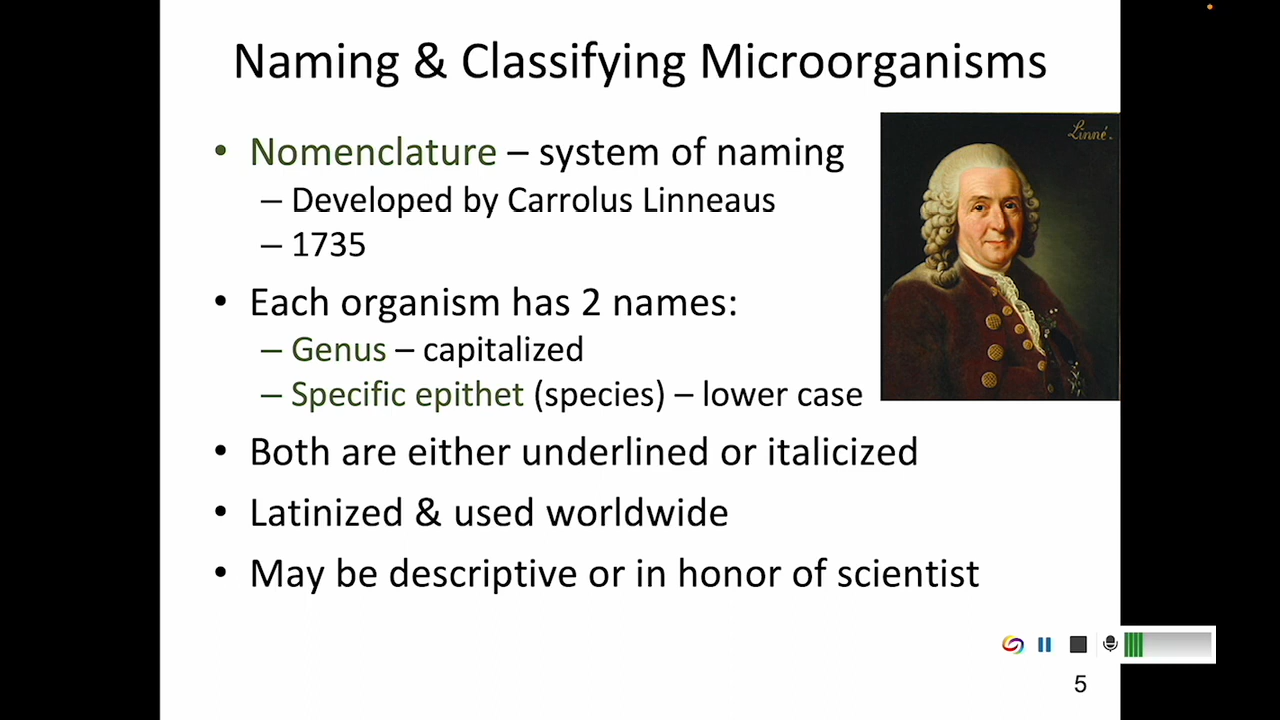 Naming & Classifying Microorganisms
• Nomenclature – system of naming
– Developed by Carrolus Linneaus
– 1735
• Each organism has 2 names:
– Genus – capitalized
– Specific epithet (species) – lower case
• Both are either underlined or italicized
• Latinized & used worldwide
• May be descriptive or in honor of scientist
Linné.
5